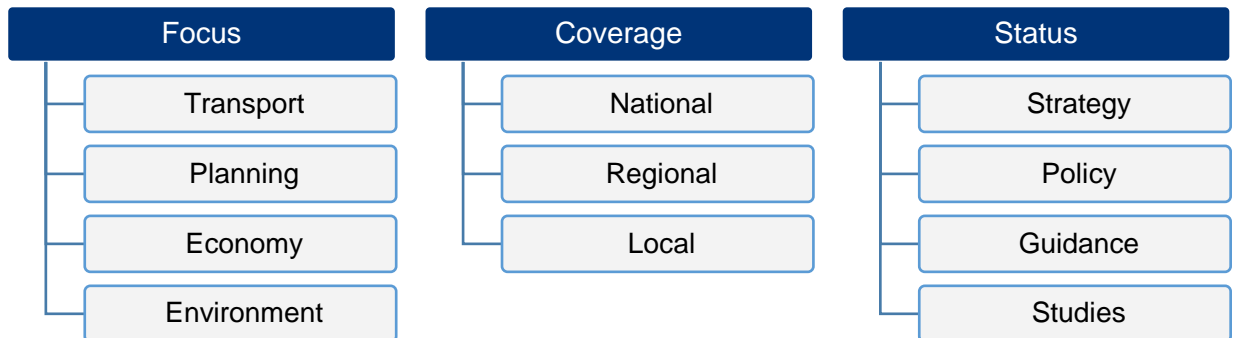 Focus
Transport
Planning
Economy
Environment
Coverage
National
Regional
Local
Status
Strategy
Policy
Guidance
Studies